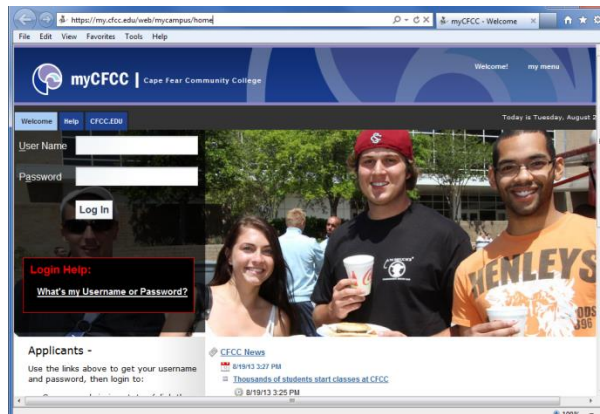 https://my.cfcc.edu/web/mycampus/home
myCFCC - Welcome
File Edit View Favorites Tools Help
myCFCC | Cape Fear Community College
Welcome! my menu
Welcome Help CFCC.EDU
Today is Tuesday, August 2
User Name
Password
Log In
Login Help:
What's my Username or Password?
HENLEYS
Applicants -
Use the links above to get your username
and password, then login to:
CFCC News
8/19/13 3:27 PM
Thousands of students start classes at CFCC
8/19/13 3:25 PM
100%